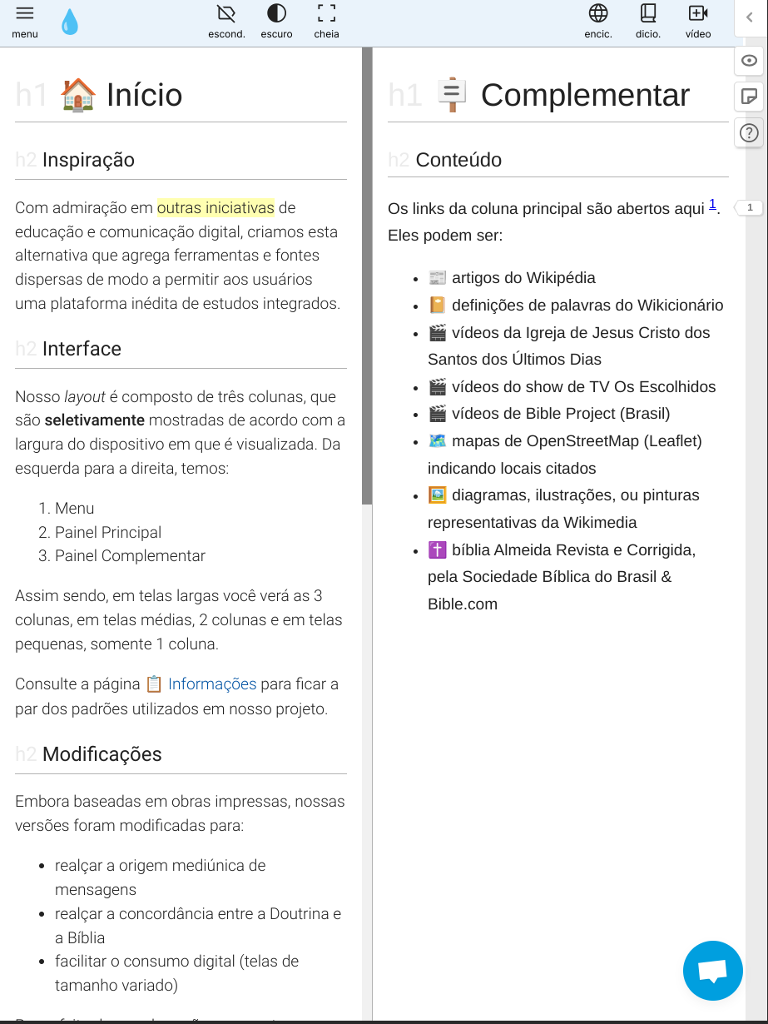 menu
escond.
escuro
cheia
encic.
dicio.
vídeo
h1 Início
h2 Inspiração
Com admiração em outras iniciativas de
educação e comunicação digital, criamos esta
alternativa que agrega ferramentas e fontes
dispersas de modo a permitir aos usuários
uma plataforma inédita de estudos integrados.
h2 Interface
Nosso layout é composto de três colunas, que
são seletivamente mostradas de acordo com a
largura do dispositivo em que é visualizada. Da
esquerda para a direita, temos:
1. Menu
2. Painel Principal
3. Painel Complementar
Assim sendo, em telas largas você verá as 3
colunas, em telas médias, 2 colunas e em telas
pequenas, somente 1 coluna.
Consulte a página 📋 Informações para ficar a
par dos padrões utilizados em nosso projeto.
h2 Modificações
Embora baseadas em obras impressas, nossas
versões foram modificadas para:
• realçar a origem mediúnica de
mensagens
• realçar a concordância entre a Doutrina e
a Bíblia
• facilitar o consumo digital (telas de
tamanho variado)
h1 Complementar
h2 Conteúdo
Os links da coluna principal são abertos aqui 1.
Eles podem ser:
• 📰 artigos do Wikipédia
• 📔 definições de palavras do Wikicionário
• 🎬 vídeos da Igreja de Jesus Cristo dos
Santos dos Últimos Dias
• 🎬 vídeos do show de TV Os Escolhidos
• 🎬 vídeos de Bible Project (Brasil)
• 🗺️ mapas de OpenStreetMap (Leaflet)
indicando locais citados
• 🖼️ diagramas, ilustrações, ou pinturas
representativas da Wikimedia
• ✝️ bíblia Almeida Revista e Corrigida,
pela Sociedade Bíblica do Brasil &
Bible.com
1